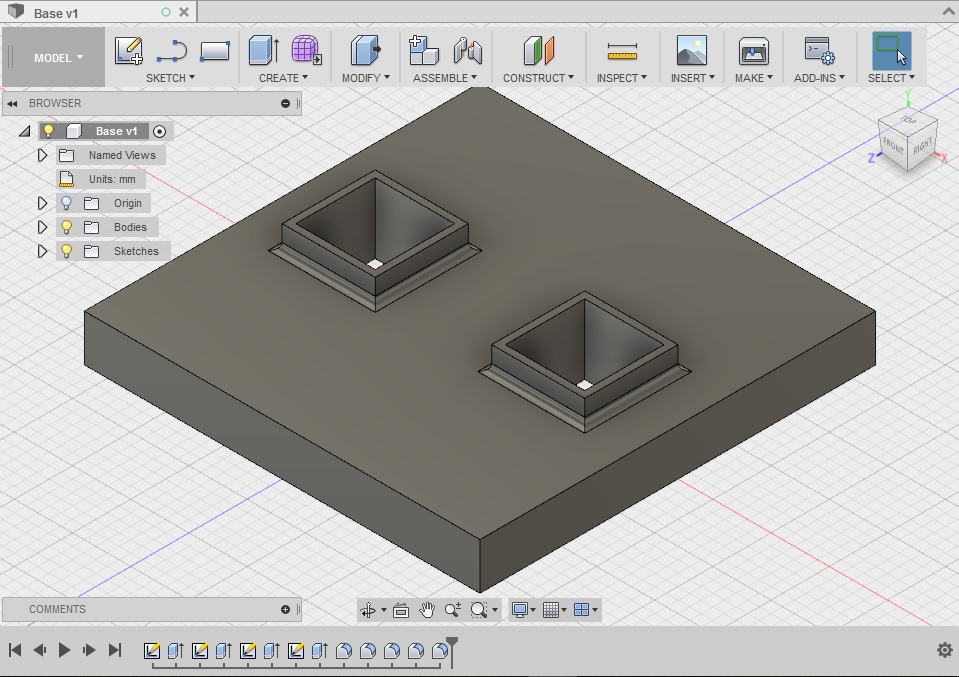 Base v1
MODEL
SKETCH
CREATE
MODIFY
ASSEMBLE
CONSTRUCT
INSPECT
INSERT
MAKE
ADD-INS
SELECT
BROWSER
Base v1
Named Views
Units: mm
Origin
Bodies
Sketches
Y
TOP
FRONT
RIGHT
Z
X
COMMENTS